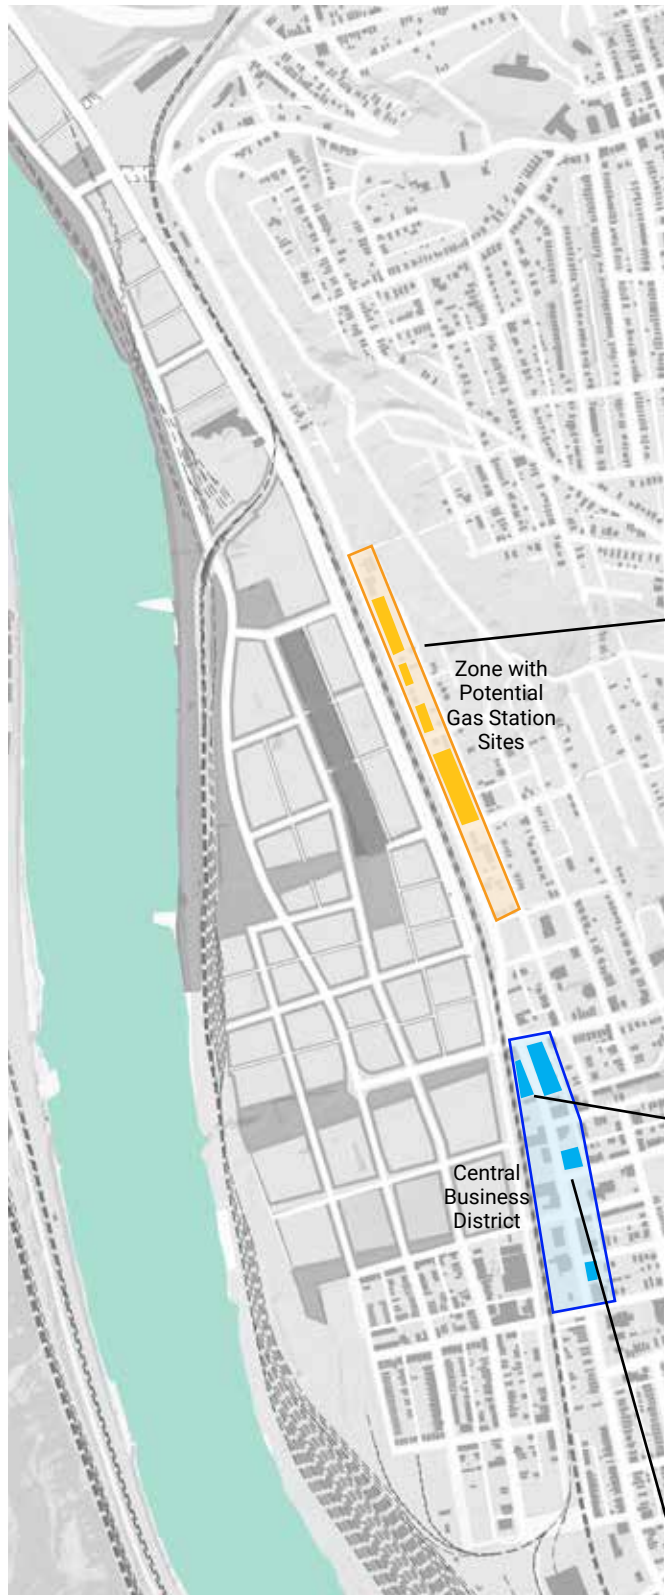 Zone with
Potential
Gas Station
Sites
Central
Business
District